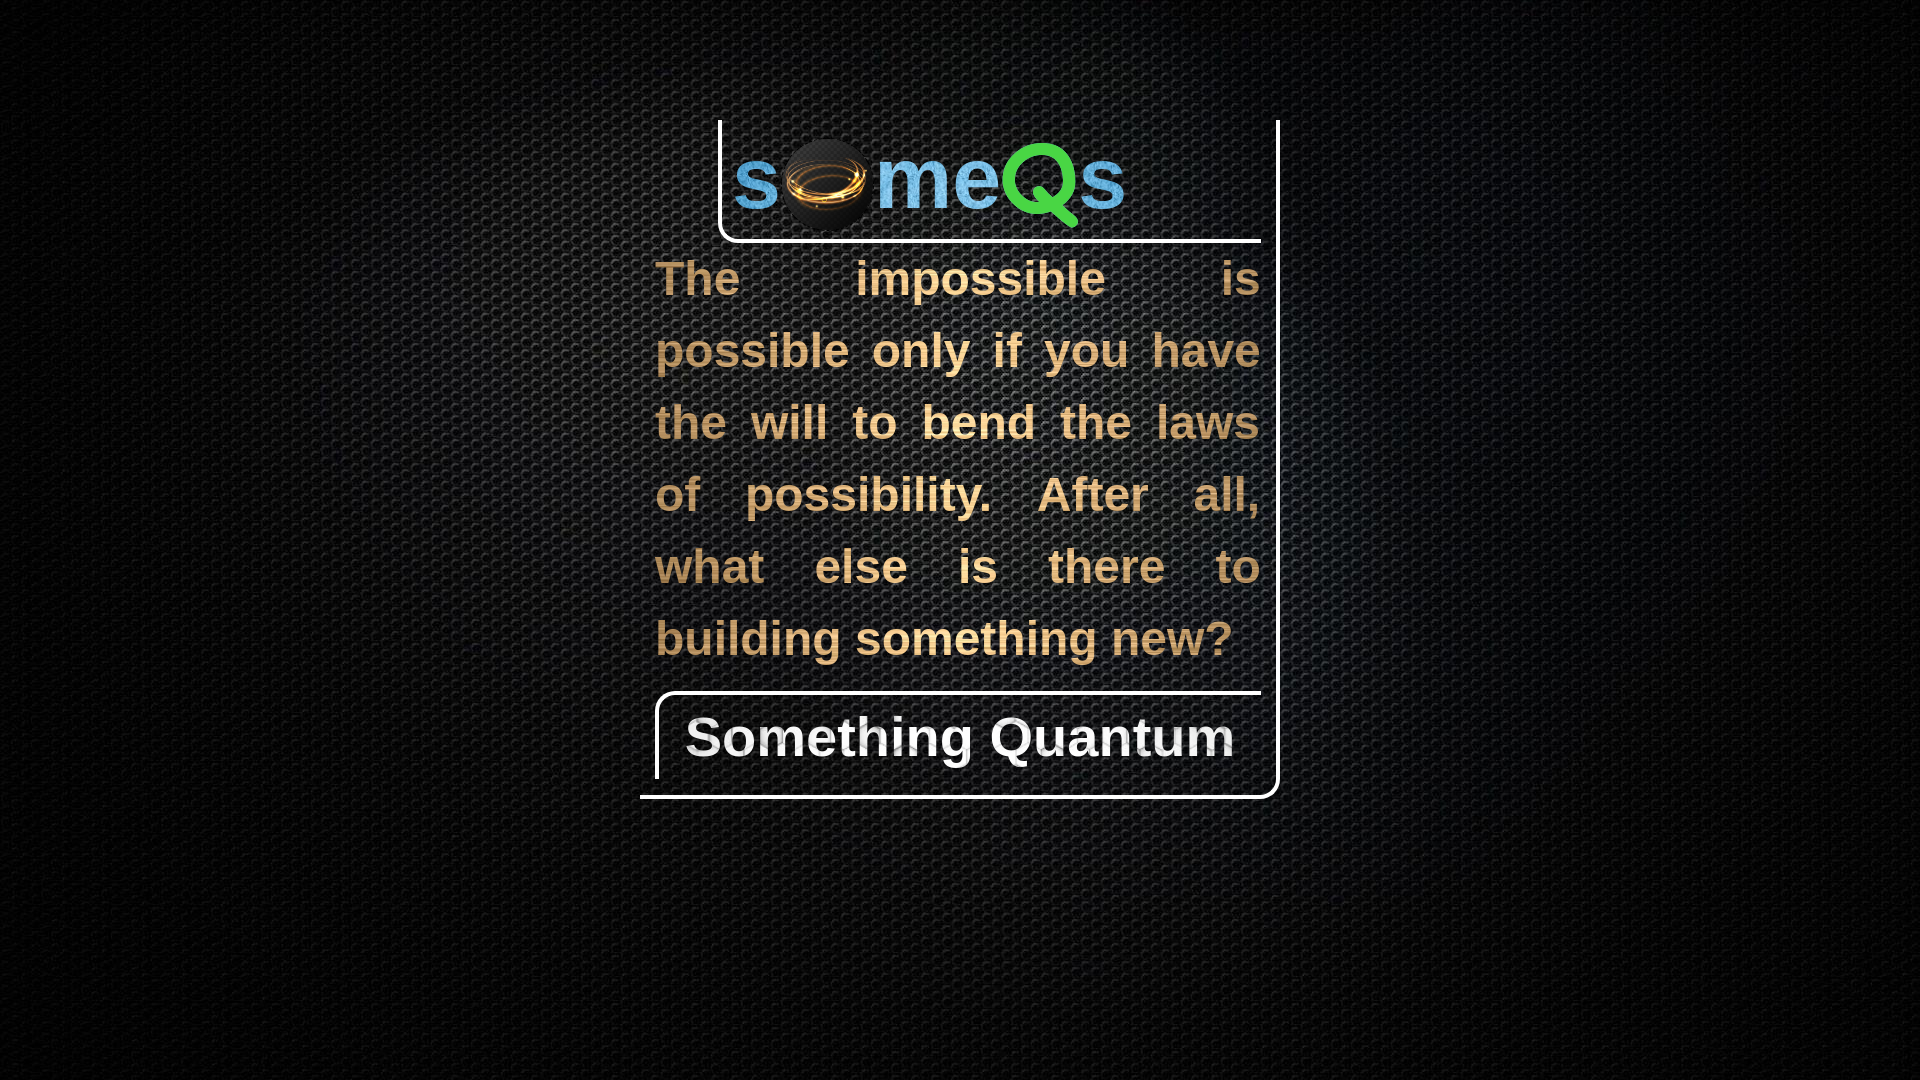 someQs
The impossible is
possible only if you have
the will to bend the laws
of possibility. After all,
what else is there to
building something new?
Something Quantum